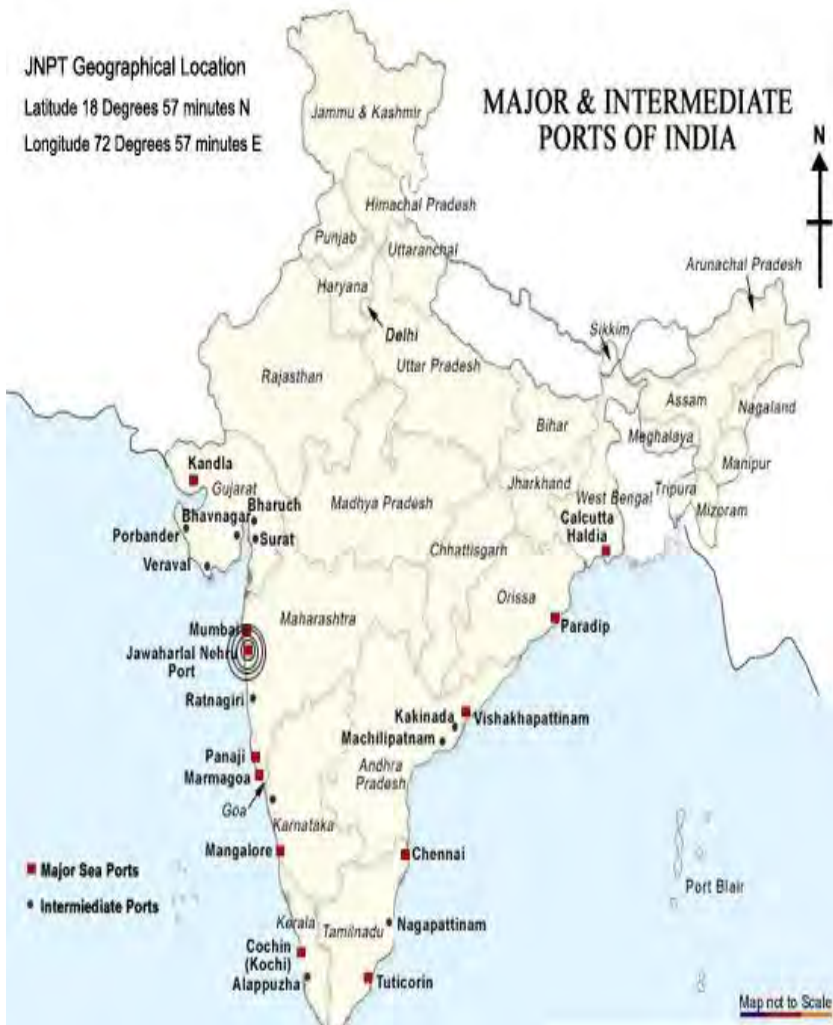 JNPT Geographical Location
Latitude 18 Degrees 57 minutes N
Longitude 72 Degrees 57 minutes E
MAJOR & INTERMEDIATE
PORTS OF INDIA
N
Jammu & Kashmir
Himachal Pradesh
Punjab
Uttaranchal
Haryana
Delhi
Arunachal Pradesh
Sikkim
Rajasthan
Uttar Pradesh
Assam
Nagaland
Bihar
Meghalaya
Manipur
Kandla
Gujarat
Jharkhand
West Bengal
Tripura
Mizoram
Madhya Pradesh
Bhavnagar
Bharuch
Porbander
Surat
Calcutta
Haldia
Veraval
Chhattisgarh
Orissa
Maharashtra
Paradip
Mumbai
Jawaharlal Nehru
Port
Ratnagiri
Kakinada
Vishakhapattinam
Machilipatnam
Panaji
Marmagoa
Andhra
Pradesh
Goa
Karnataka
Mangalore
Chennai
Major Sea Ports
Intermiediate Ports
Port Blair
Kerala
Tamilnadu
Nagapattinam
Cochin
(Kochi)
Alappuzha
Tuticorin
Map not to Scale